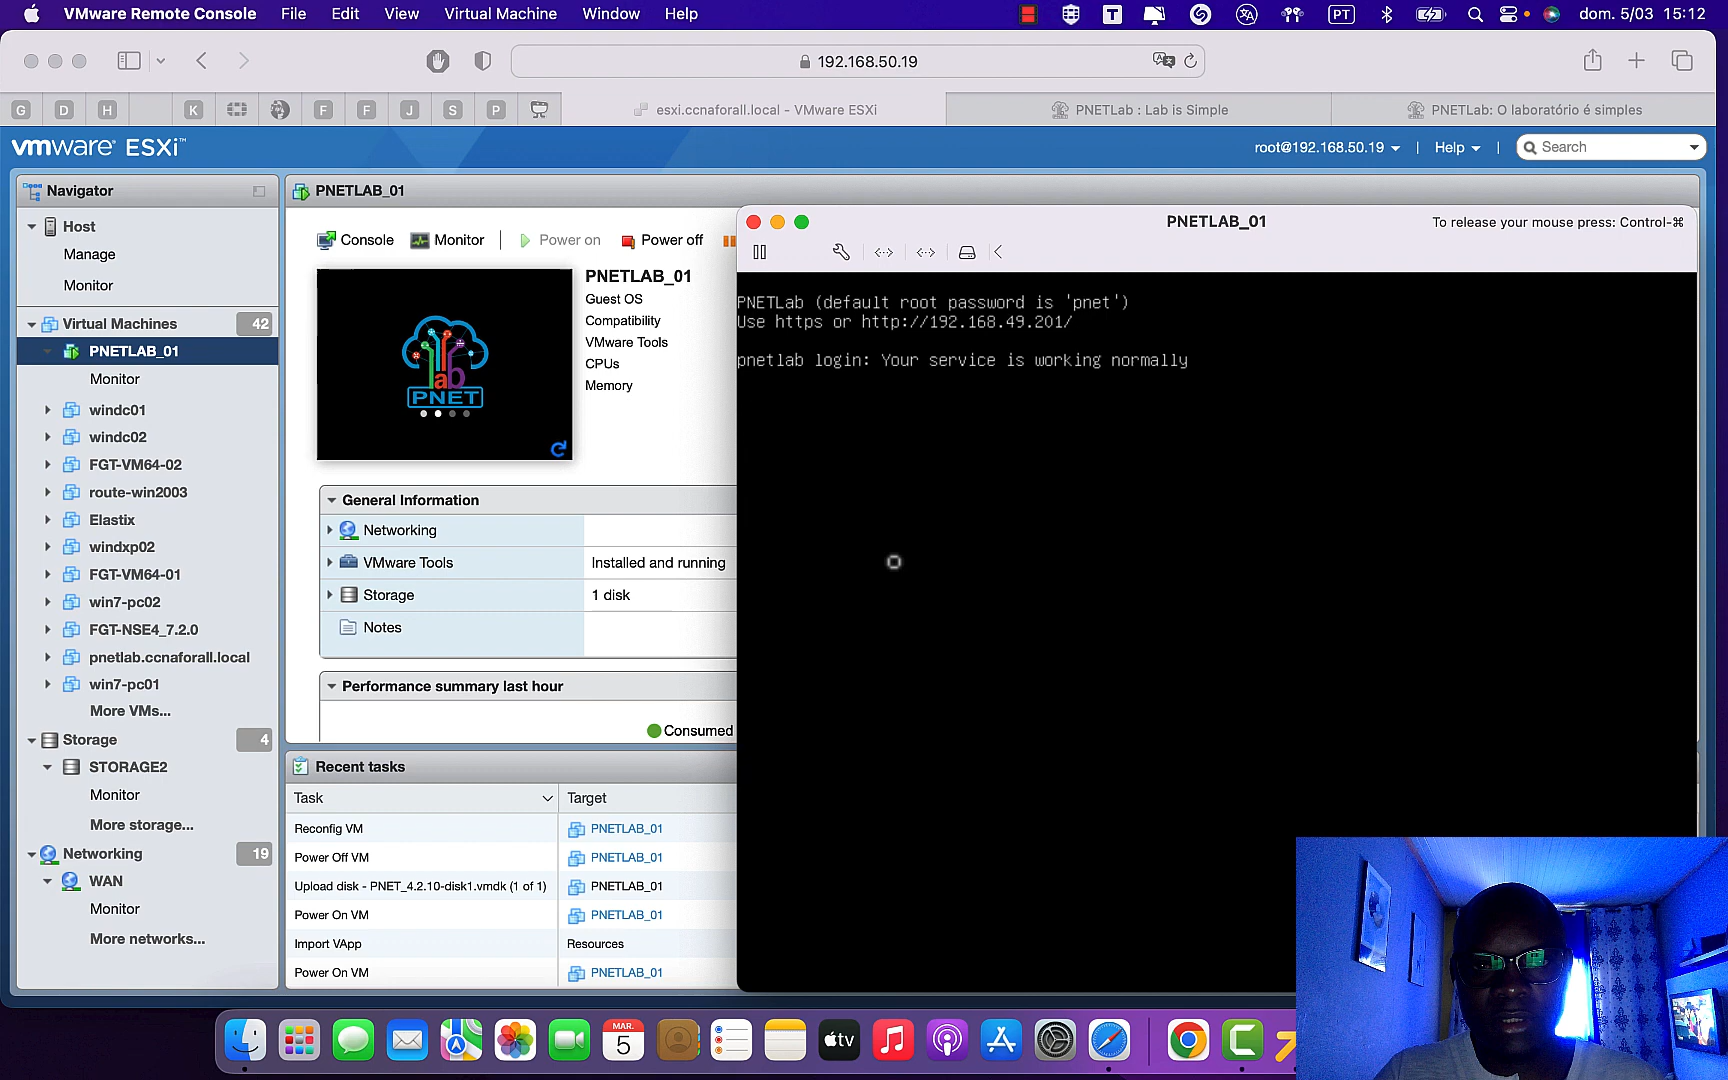 VMware Remote Console File Edit View Virtual Machine Window Help T PT dom. 5/03 15:12
192.168.50.19
G D H K F F J S P esxi.ccnaforall.local - VMware ESXi PNETLab : Lab is Simple PNETLab: O laboratório é simples
vmware ESXi™ root@192.168.50.19 | Help | Search
Navigator
Host
Manage
Monitor
Virtual Machines 42
PNETLAB_01
Monitor
windc01
windc02
FGT-VM64-02
route-win2003
Elastix
windxp02
FGT-VM64-01
win7-pc02
FGT-NSE4_7.2.0
pnetlab.ccnaforall.local
win7-pc01
More VMs...
Storage 4
STORAGE2
Monitor
More storage...
Networking 19
WAN
Monitor
More networks...
PNETLAB_01
Console Monitor Power on Power off
lab
PNET
PNETLAB_01
Guest OS
Compatibility
VMware Tools
CPUs
Memory
General Information
Networking
VMware Tools Installed and running
Storage 1 disk
Notes
Performance summary last hour
Consumed
Recent tasks
Task Target
Reconfig VM PNETLAB_01
Power Off VM PNETLAB_01
Upload disk - PNET_4.2.10-disk1.vmdk (1 of 1) PNETLAB_01
Power On VM PNETLAB_01
Import VApp Resources
Power On VM PNETLAB_01
PNETLAB_01 To release your mouse press: Control-⌘
PNETLab (default root password is 'pnet')
Use https or http://192.168.49.201/
pnetlab login: Your service is working normally
MAR.
5
tv